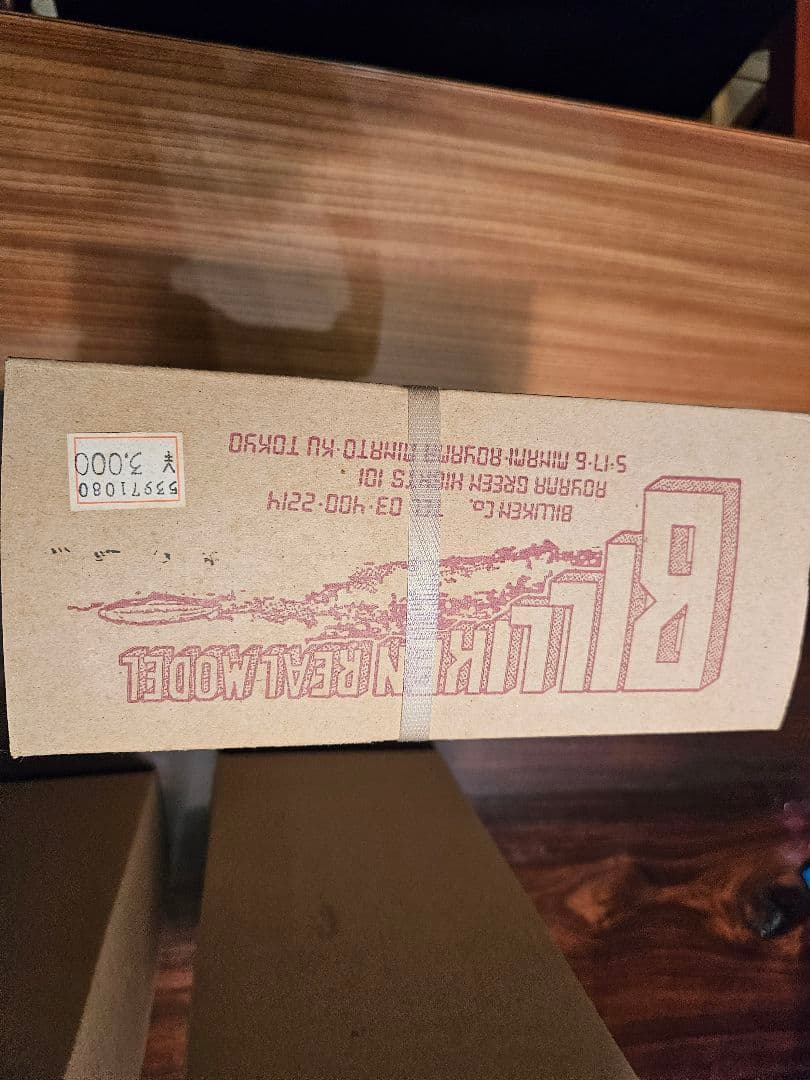 BILLIKEN REAL MODEL
BILLIKEN Co. TEL 03·400·2214
AOYAMA GREEN HIGHTS 101
5·17·6 MINAMI·AOYAMA MINATO·KU TOKYO
53971080
¥ 3,000